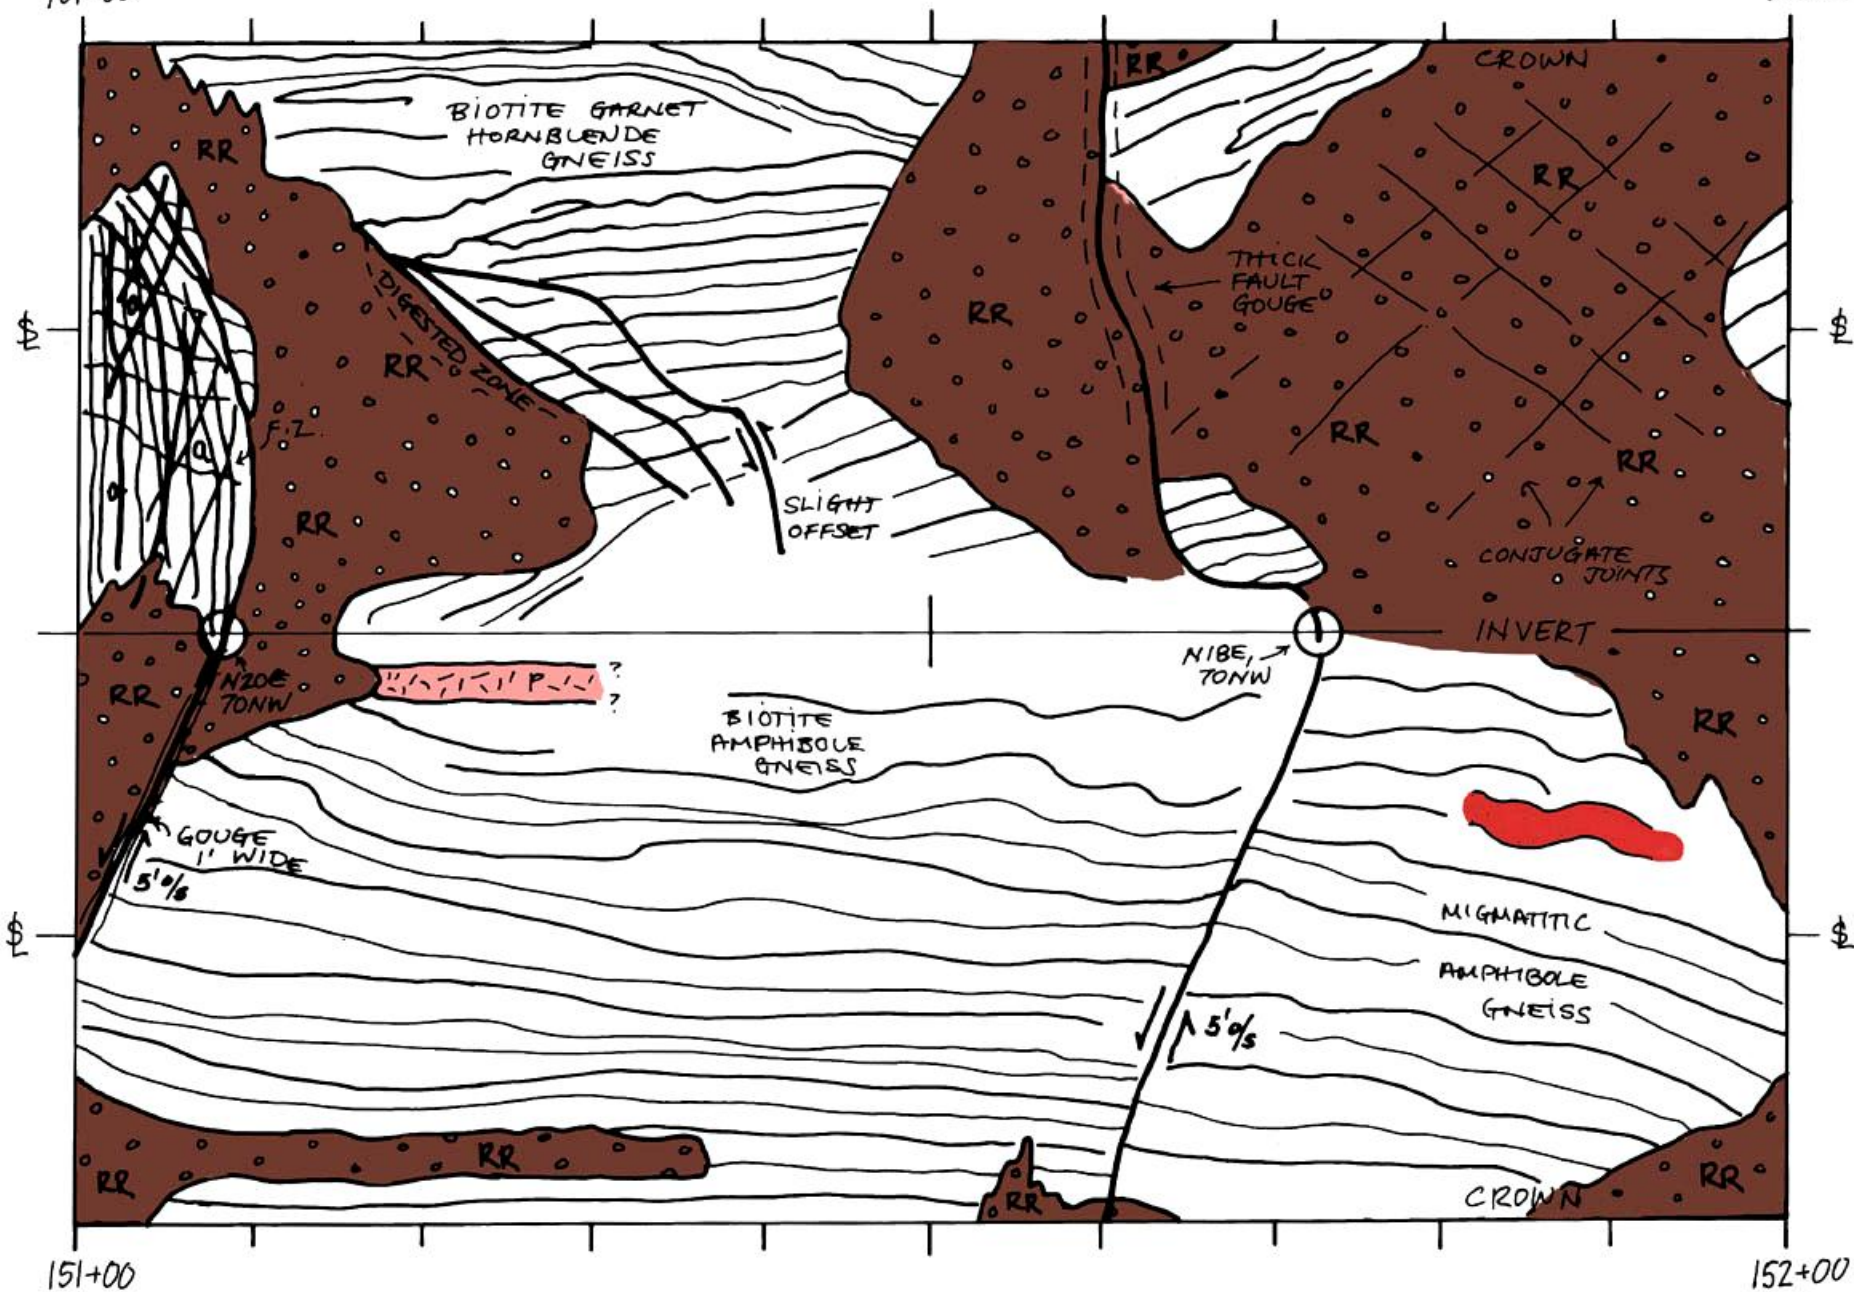 RR
CROWN
BIOTITE GARNET
HORNBLENDE
GNEISS
RR
RR
THICK
FAULT
GOUGE
DIGESTED ZONE
RR
RR
F.Z.
RR
RR
RR
SLIGHT
OFFSET
CONJUGATE
JOINTS
INVERT
N20E
70NW
RR
P
?
?
N18E,
70NW
RR
BIOTITE
AMPHIBOLE
GNEISS
GOUGE
1' WIDE
5' o/s
MIGMATITIC
AMPHIBOLE
GNEISS
5' o/s
RR
RR
RR
RR
CROWN
151+00
152+00